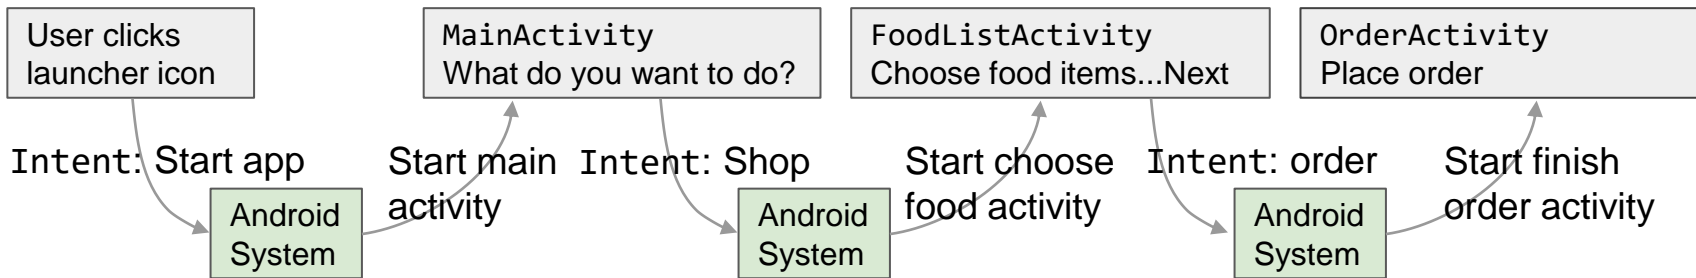 User clicks
launcher icon
MainActivity
What do you want to do?
FoodListActivity
Choose food items...Next
OrderActivity
Place order
Intent: Start app
Start main
activity
Intent: Shop
Start choose
food activity
Intent: order
Start finish
order activity
Android
System
Android
System
Android
System